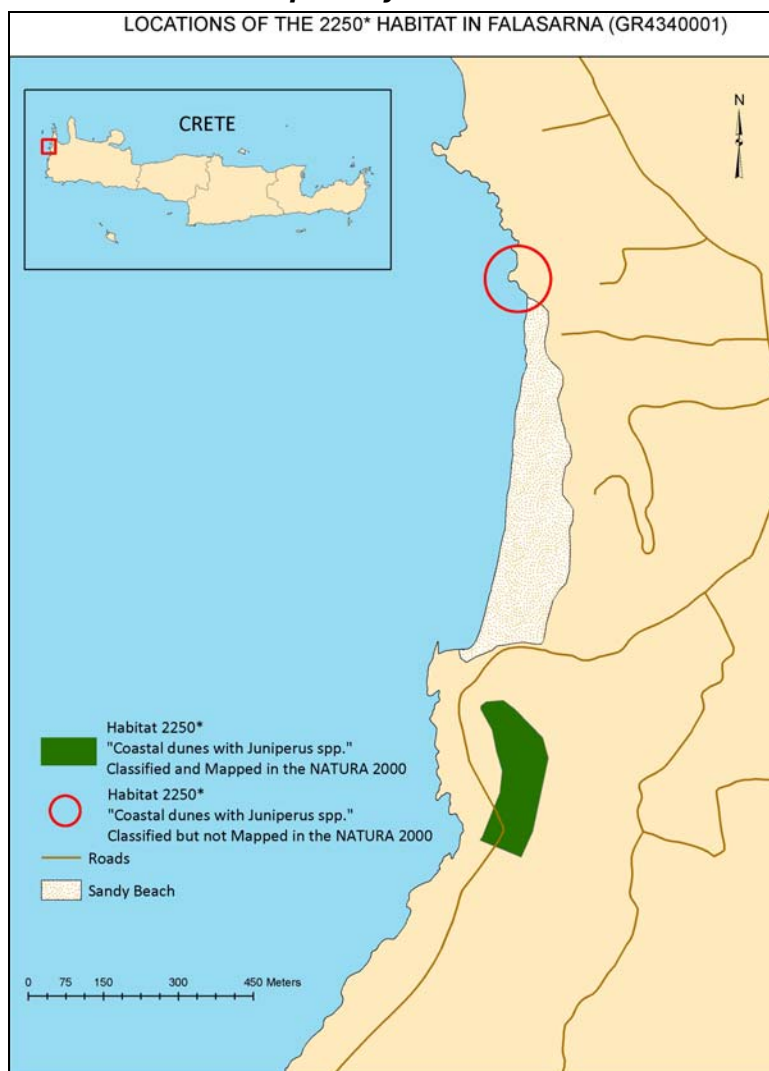 LOCATIONS OF THE 2250* HABITAT IN FALASARNA (GR4340001)
CRETE
N
Habitat 2250*
"Coastal dunes with Juniperus spp."
Classified and Mapped in the NATURA 2000
Habitat 2250*
"Coastal dunes with Juniperus spp."
Classified but not Mapped in the NATURA 2000
Roads
Sandy Beach
0 75 150 300 450 Meters